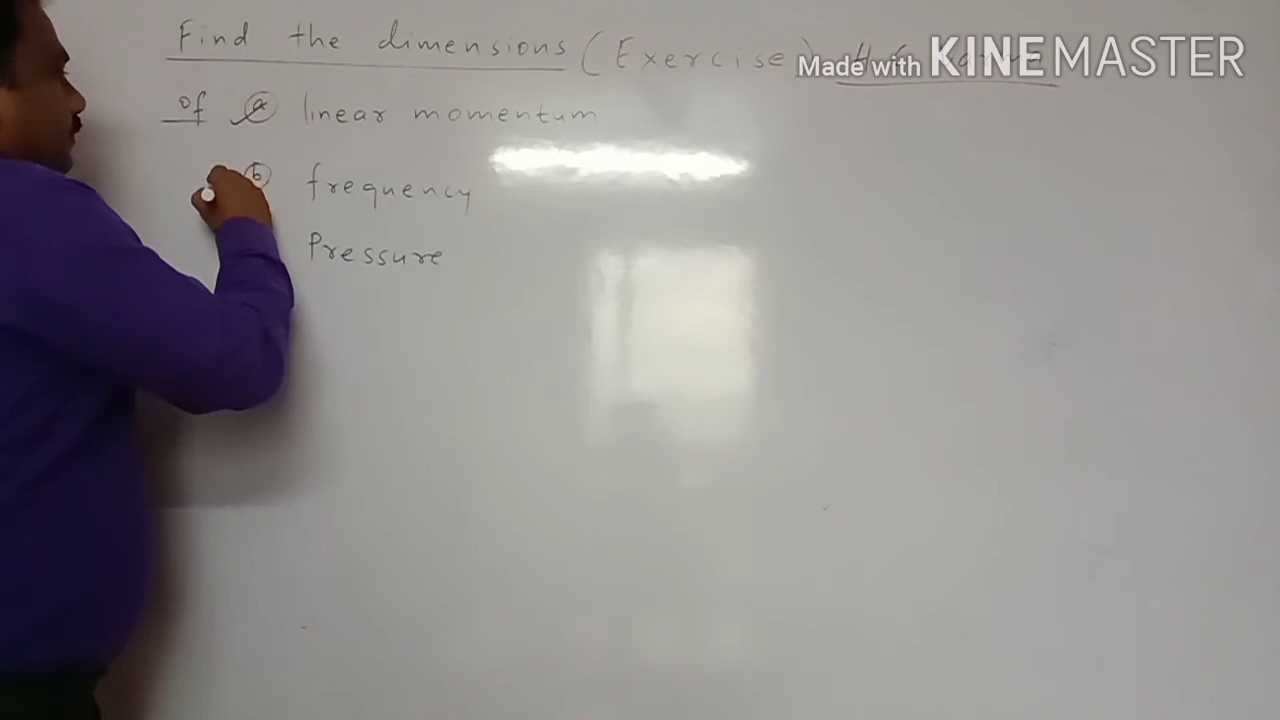 Find the dimensions (Exercise)
Made with KINEMASTER
of (a) linear momentum
(b) frequency
Pressure